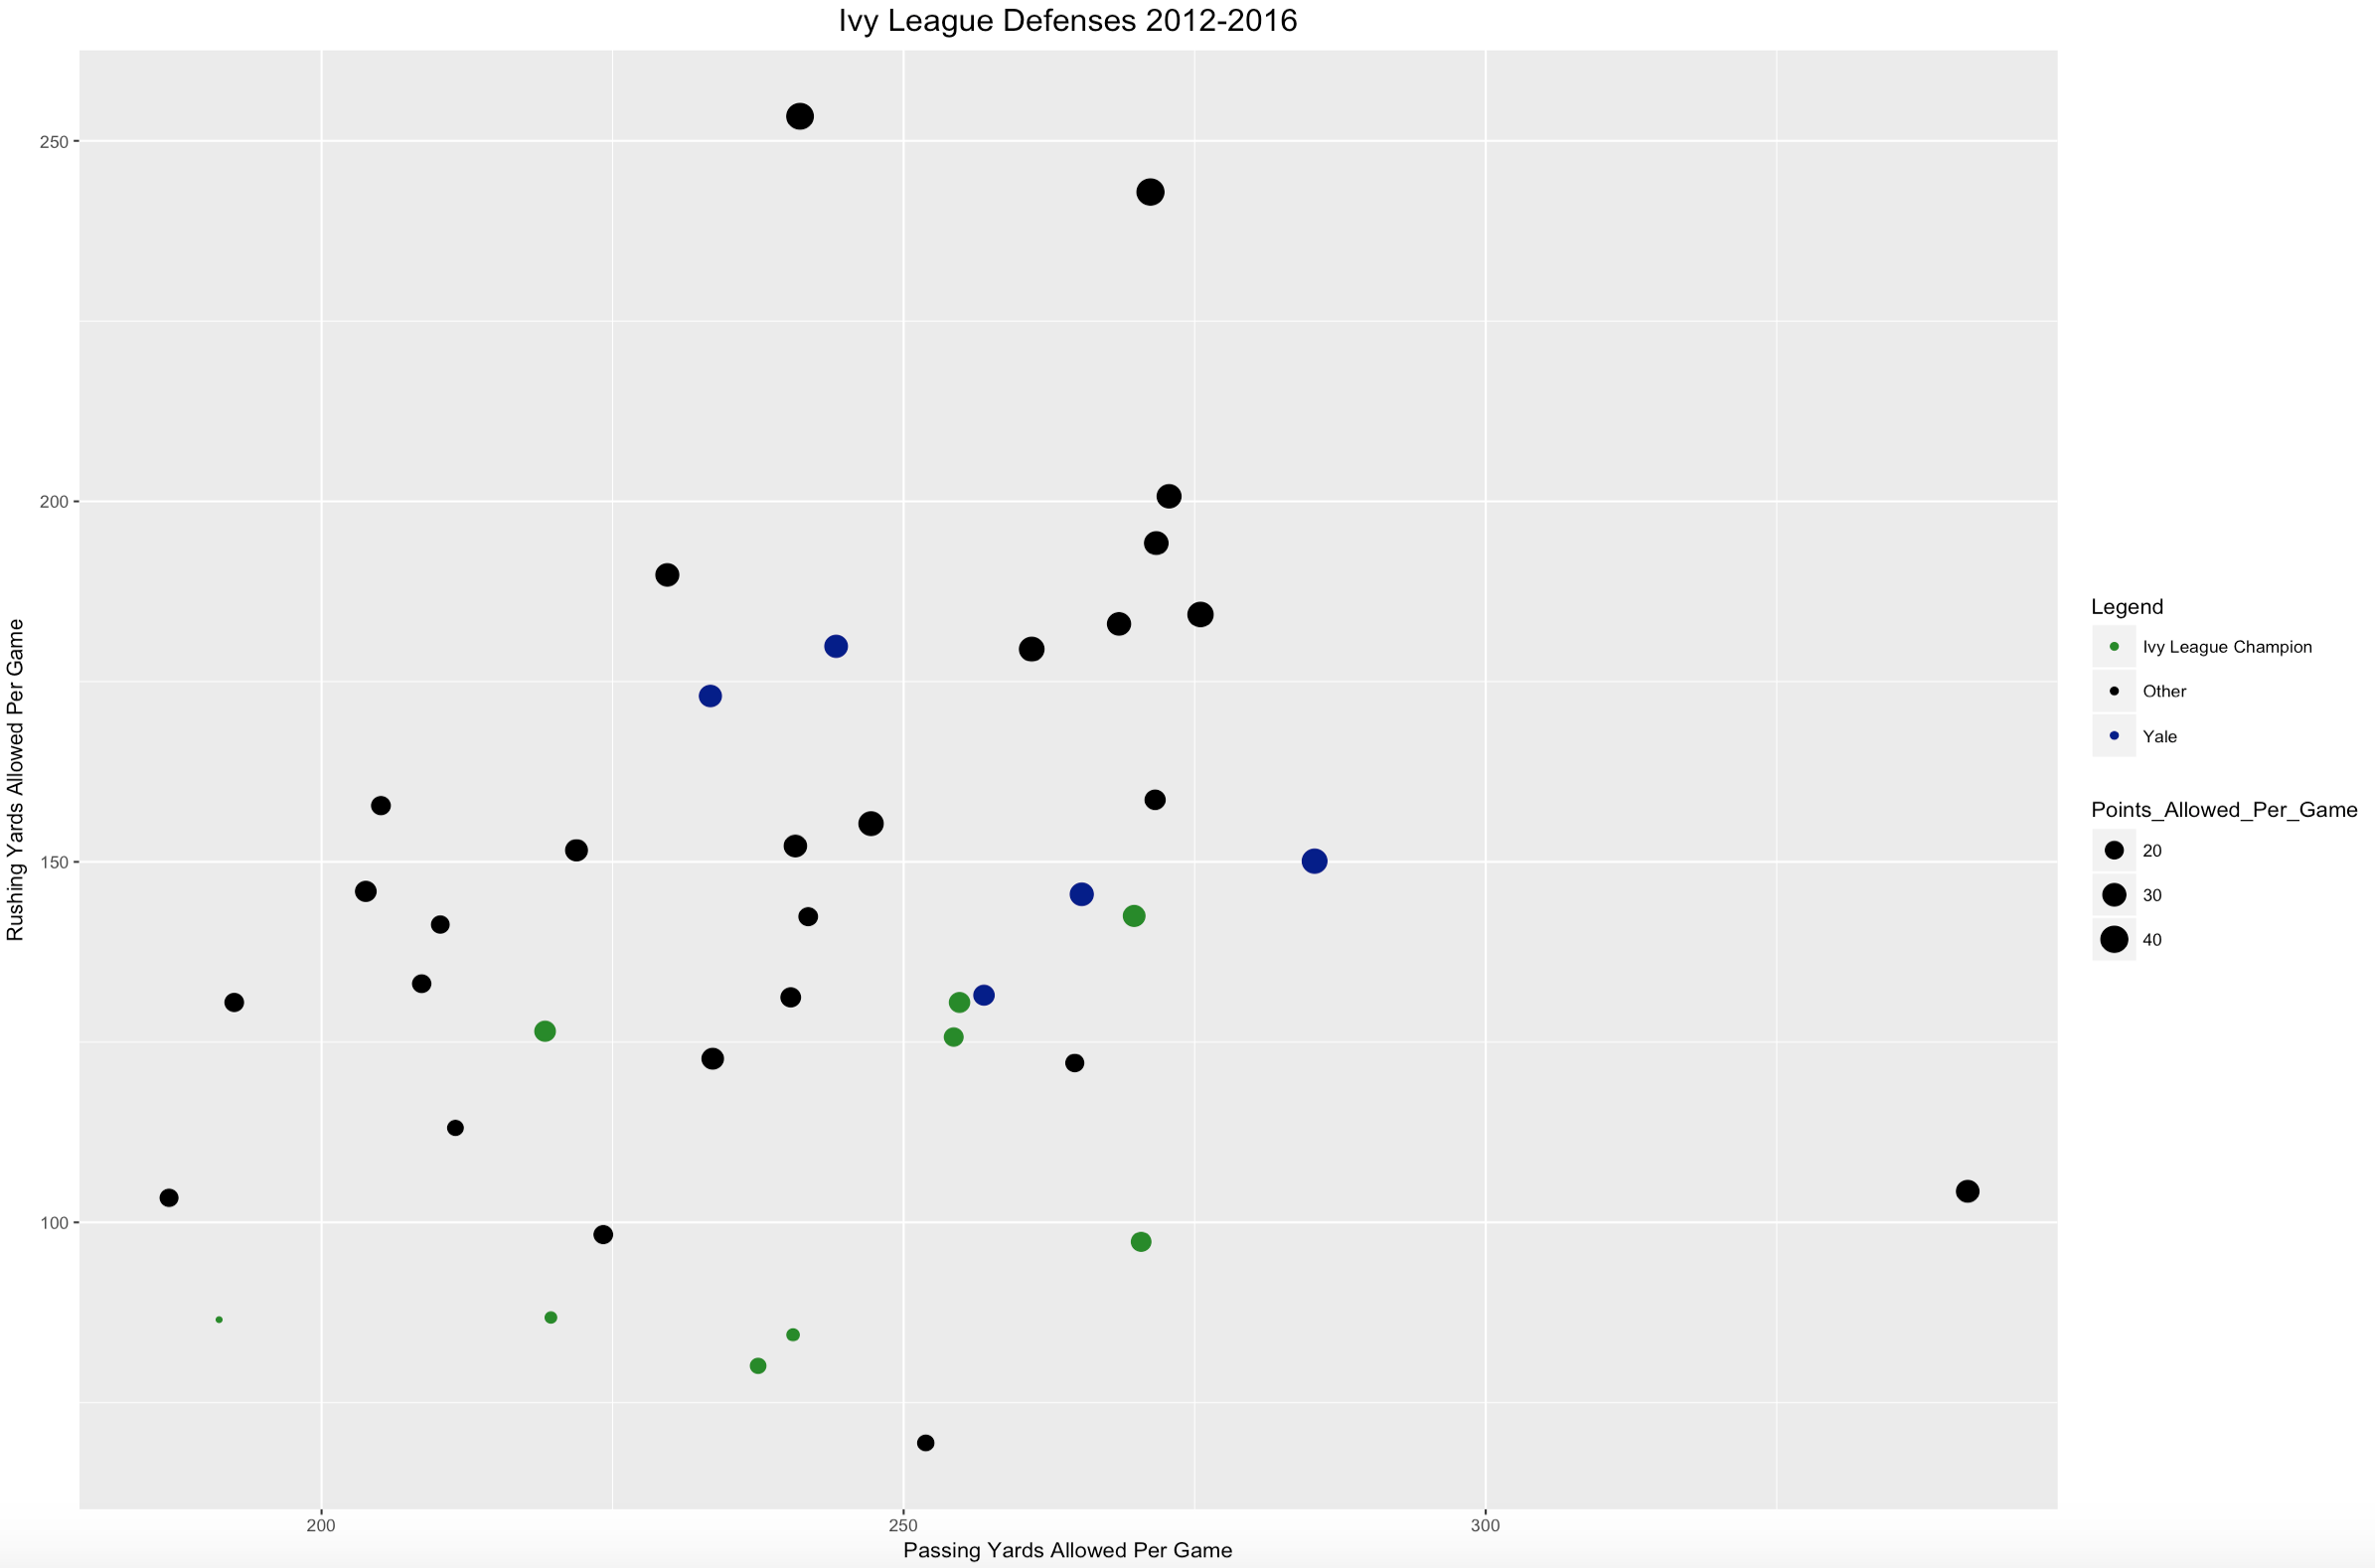 Ivy League Defenses 2012-2016
250
200
150
100
Rushing Yards Allowed Per Game
200
250
300
Passing Yards Allowed Per Game
Legend
Ivy League Champion
Other
Yale
Points_Allowed_Per_Game
20
30
40